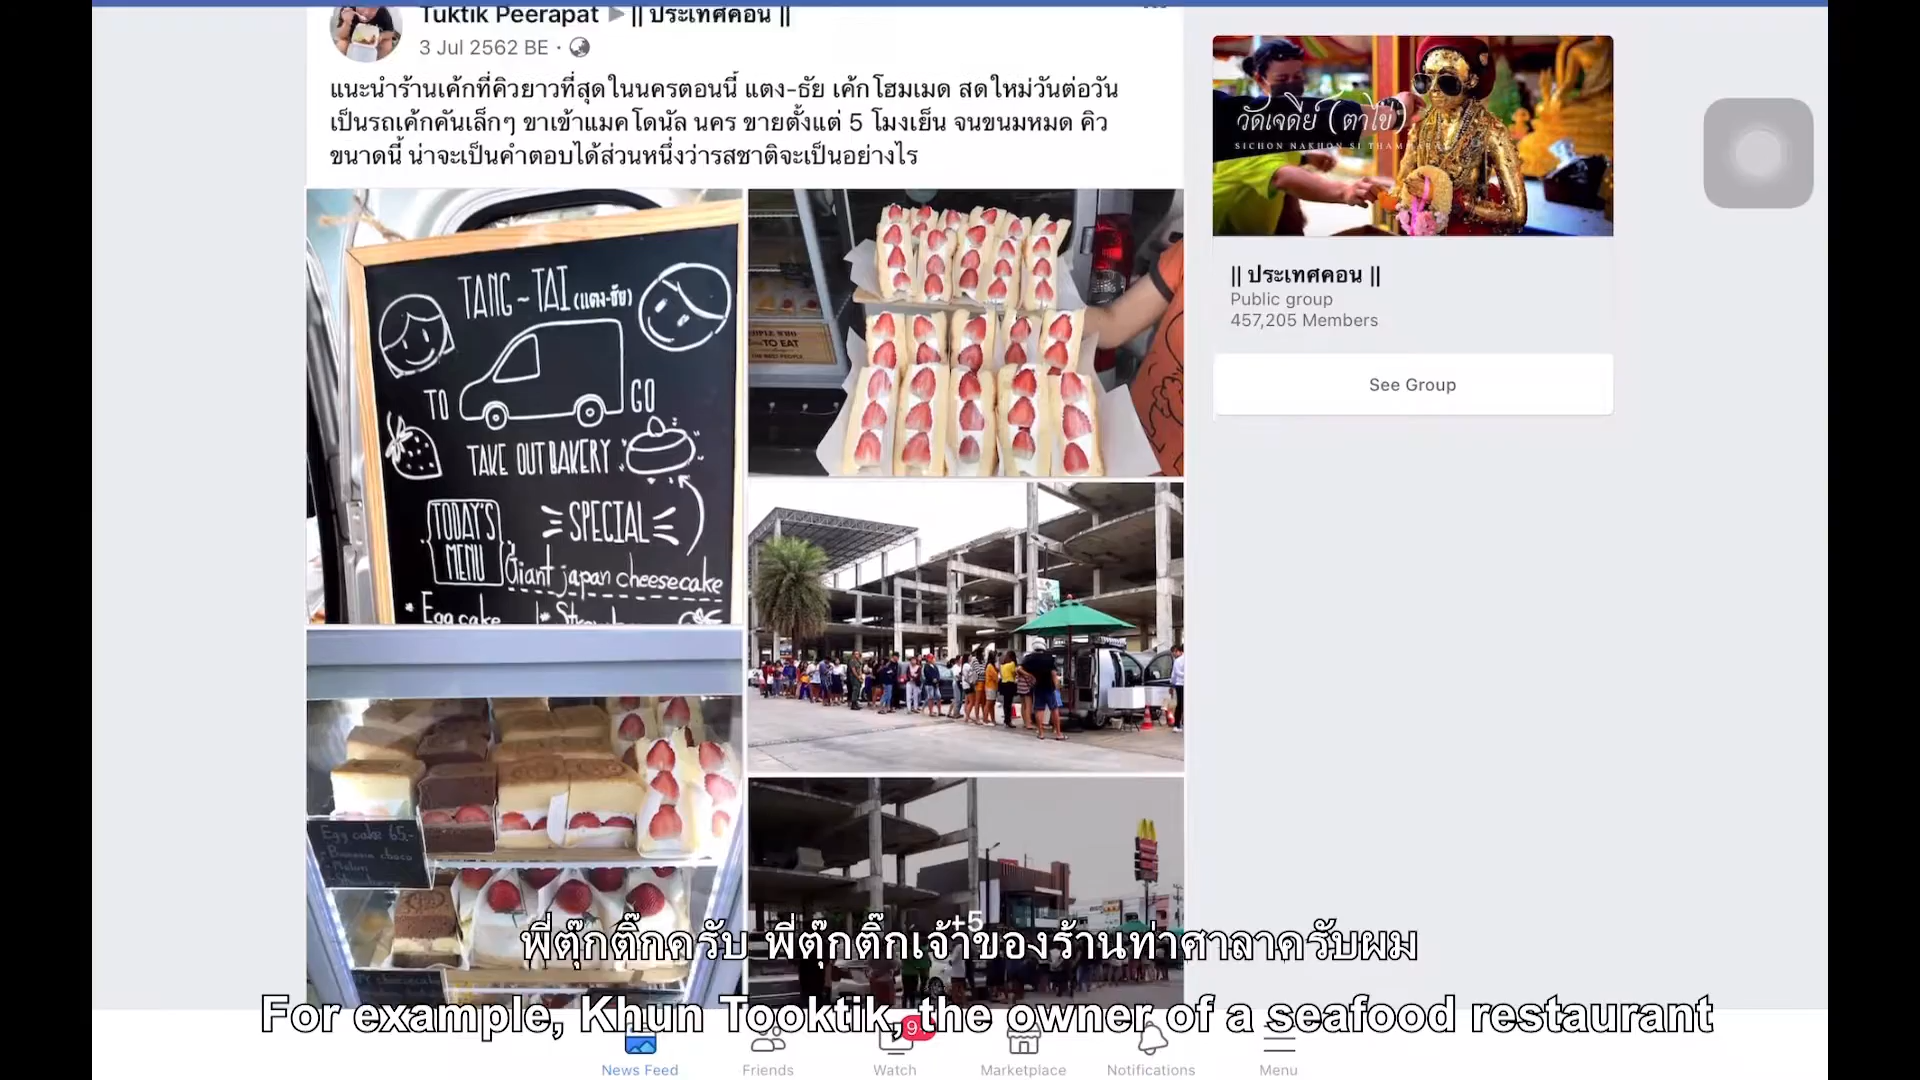 Tuktik Peerapat ▶ || ประเทศคอน ||
3 Jul 2562 BE ·
แนะนำร้านเค้กที่คิวยาวที่สุดในนครตอนนี้ แตง-ธัย เค้กโฮมเมด สดใหม่วันต่อวัน
เป็นรถเค้กคันเล็กๆ ขาเข้าแมคโดนัล นคร ขายตั้งแต่ 5 โมงเย็น จนขนมหมด คิว
ขนาดนี้ น่าจะเป็นคำตอบได้ส่วนหนึ่งว่ารสชาติจะเป็นอย่างไร
TANG ~ TAI (แตง-ธัย)
TO GO
TAKE OUT BAKERY
TODAY'S MENU
SPECIAL
Giant japan cheesecake
* Egg cake
TO EAT
THE BEST PEOPLE
Egg cake 65.-
+5
วัดเจดีย์ (ตาไข่)
SICHON NAKHON SI THAMMARAT
|| ประเทศคอน ||
Public group
457,205 Members
See Group
พี่ตุ๊กติ๊กครับ พี่ตุ๊กติ๊กเจ้าของร้านท่าศาลาครับผม
For example, Khun Tooktik, the owner of a seafood restaurant
9
News Feed
Friends
Watch
Marketplace
Notifications
Menu